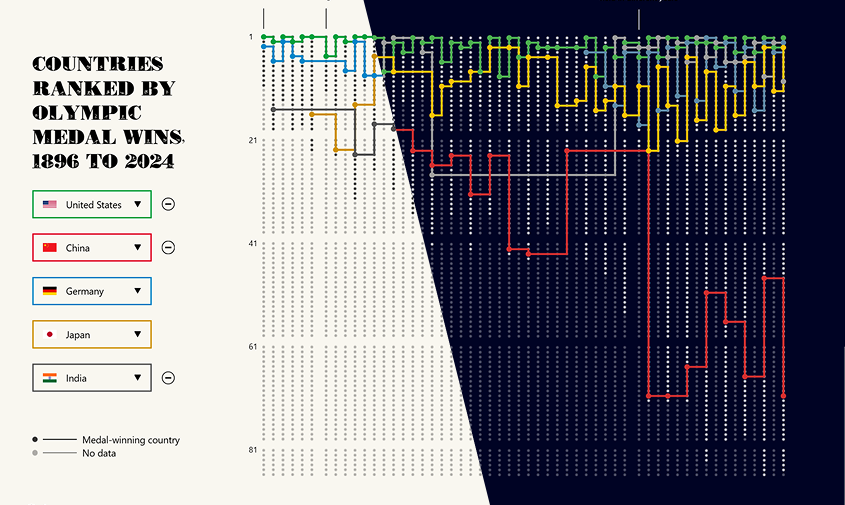 COUNTRIES
RANKED BY
OLYMPIC
MEDAL WINS,
1896 TO 2024
United States
China
Germany
Japan
India
Medal-winning country
No data
1
21
41
61
81